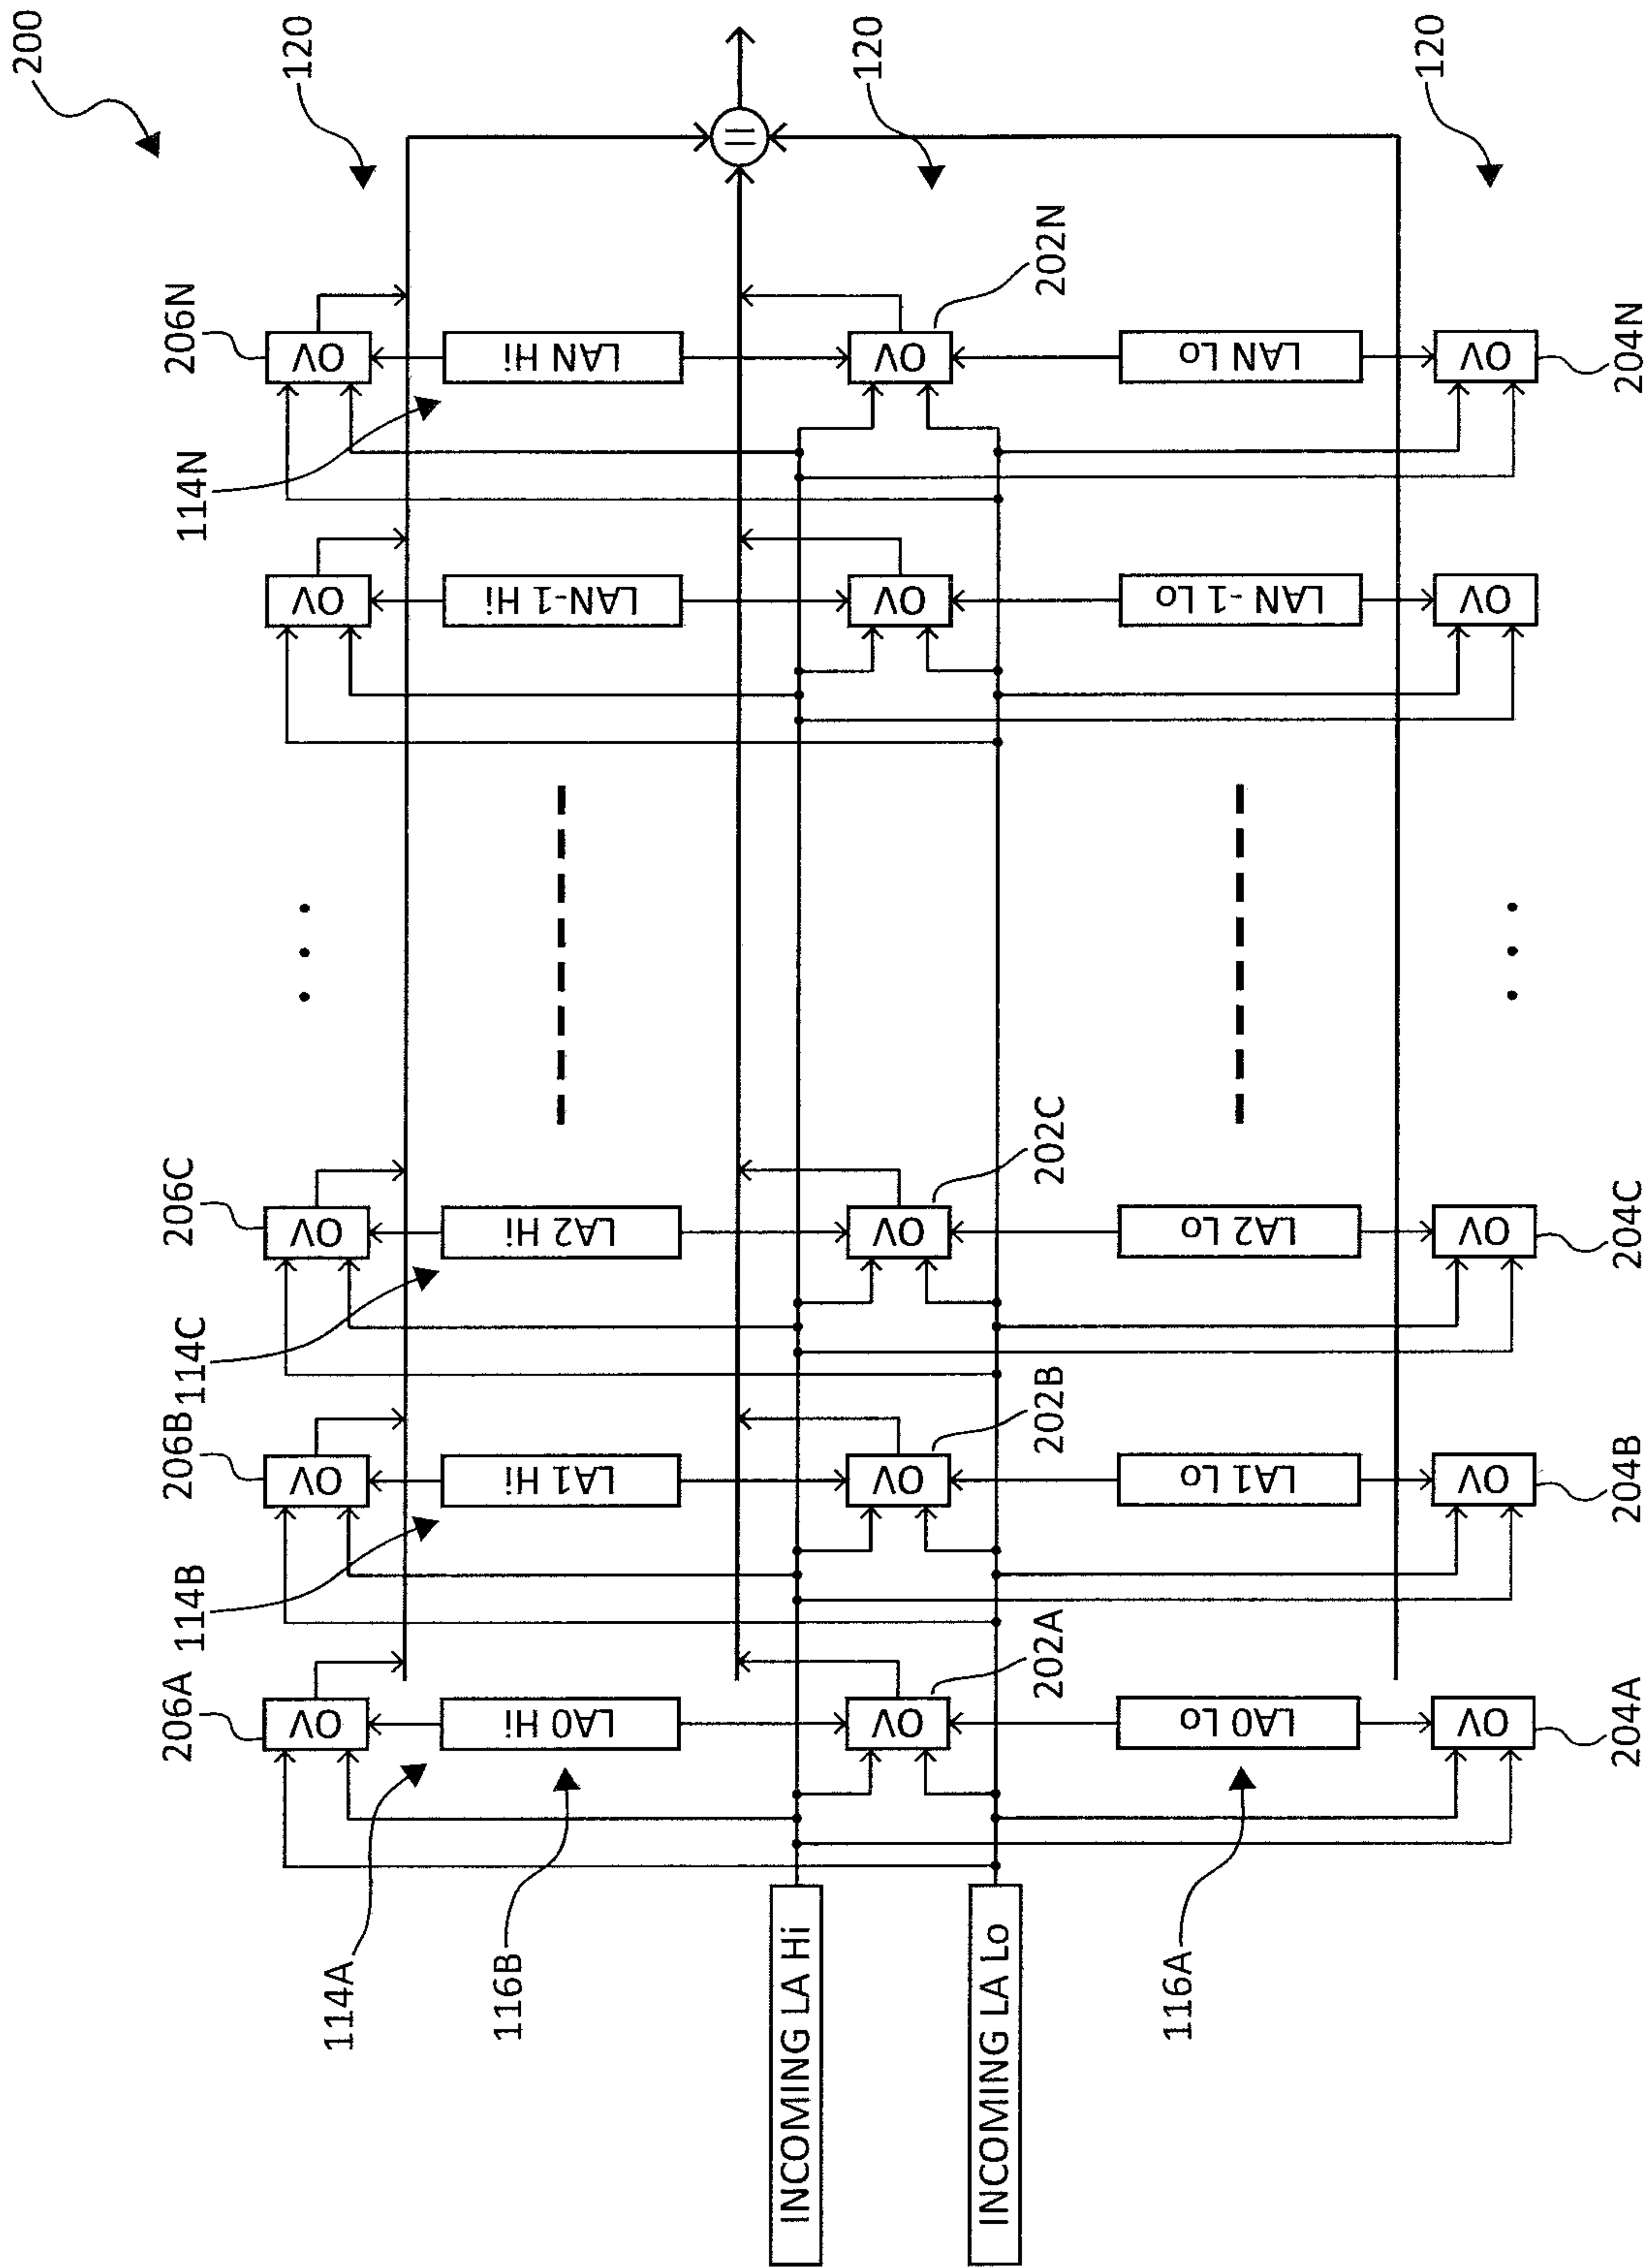 200
120
120
120
206N
114N
202N
204N
206C
114C
202C
204C
206B
114B
202B
204B
206A
114A
116B
202A
116A
204A
OV
LAN Hi
OV
LAN Lo
OV
OV
LAN-1 Hi
OV
LAN-1 Lo
OV
OV
LA2 Hi
OV
LA2 Lo
OV
OV
LA1 Hi
OV
LA1 Lo
OV
OV
LA0 Hi
OV
LA0 Lo
OV
||
INCOMING LA Hi
INCOMING LA Lo